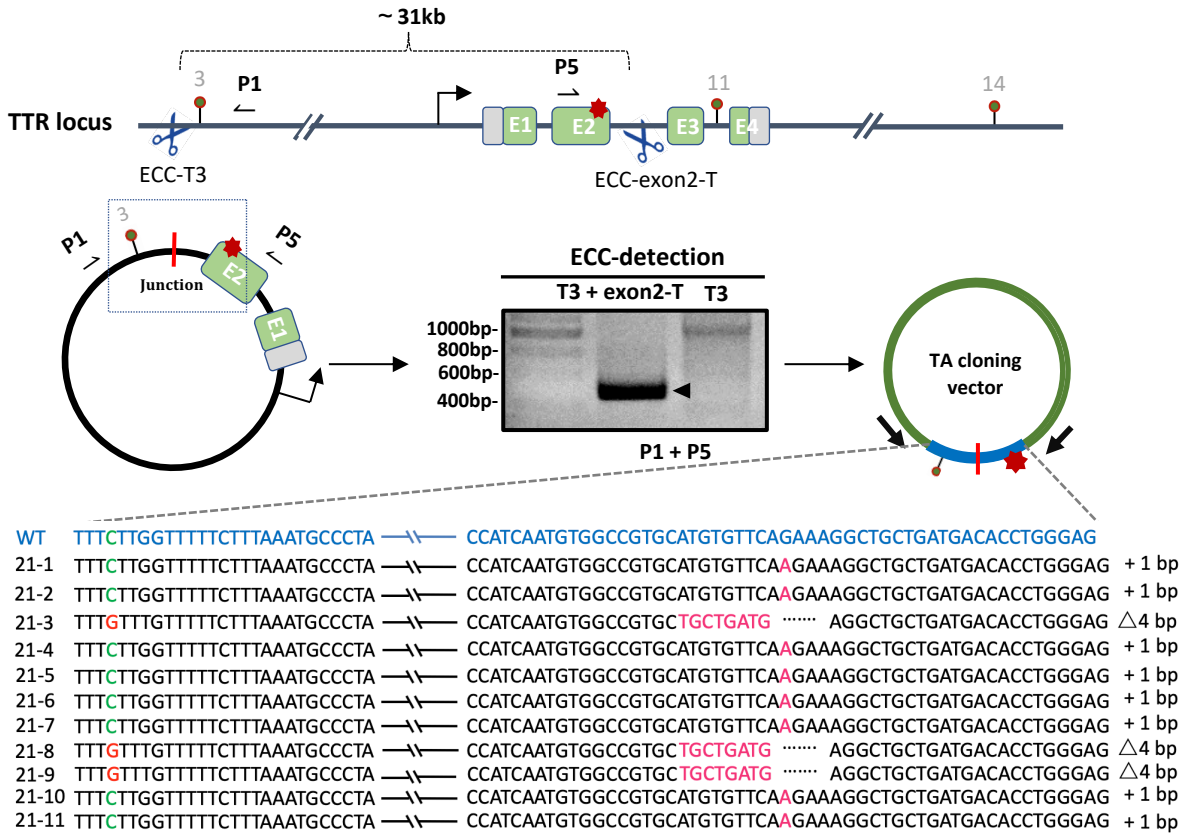 ~ 31kb
3 P1 P5 11 14
TTR locus E1 E2 E3 E4
ECC-T3 ECC-exon2-T
P1 3 P5
Junction E2
E1
ECC-detection
T3 + exon2-T T3
1000bp-
800bp-
600bp-
400bp-
P1 + P5
TA cloning
vector
WT TTTCTTGGTTTTTCTTTAAATGCCCTA CCATCAATGTGGCCGTGCATGTGTTCAGAAAGGCTGCTGATGACACCTGGGAG
21-1 TTTCTTGGTTTTTCTTTAAATGCCCTA CCATCAATGTGGCCGTGCATGTGTTCAAGAAAGGCTGCTGATGACACCTGGGAG + 1 bp
21-2 TTTCTTGGTTTTTCTTTAAATGCCCTA CCATCAATGTGGCCGTGCATGTGTTCAAGAAAGGCTGCTGATGACACCTGGGAG + 1 bp
21-3 TTTGTTTGTTTTTCTTTAAATGCCCTA CCATCAATGTGGCCGTGCTGCTGATG ······· AGGCTGCTGATGACACCTGGGAG △4 bp
21-4 TTTCTTGGTTTTTCTTTAAATGCCCTA CCATCAATGTGGCCGTGCATGTGTTCAAGAAAGGCTGCTGATGACACCTGGGAG + 1 bp
21-5 TTTCTTGGTTTTTCTTTAAATGCCCTA CCATCAATGTGGCCGTGCATGTGTTCAAGAAAGGCTGCTGATGACACCTGGGAG + 1 bp
21-6 TTTCTTGGTTTTTCTTTAAATGCCCTA CCATCAATGTGGCCGTGCATGTGTTCAAGAAAGGCTGCTGATGACACCTGGGAG + 1 bp
21-7 TTTCTTGGTTTTTCTTTAAATGCCCTA CCATCAATGTGGCCGTGCATGTGTTCAAGAAAGGCTGCTGATGACACCTGGGAG + 1 bp
21-8 TTTGTTTGTTTTTCTTTAAATGCCCTA CCATCAATGTGGCCGTGCTGCTGATG ······· AGGCTGCTGATGACACCTGGGAG △4 bp
21-9 TTTGTTTGTTTTTCTTTAAATGCCCTA CCATCAATGTGGCCGTGCTGCTGATG ······· AGGCTGCTGATGACACCTGGGAG △4 bp
21-10 TTTCTTGGTTTTTCTTTAAATGCCCTA CCATCAATGTGGCCGTGCATGTGTTCAAGAAAGGCTGCTGATGACACCTGGGAG + 1 bp
21-11 TTTCTTGGTTTTTCTTTAAATGCCCTA CCATCAATGTGGCCGTGCATGTGTTCAAGAAAGGCTGCTGATGACACCTGGGAG + 1 bp